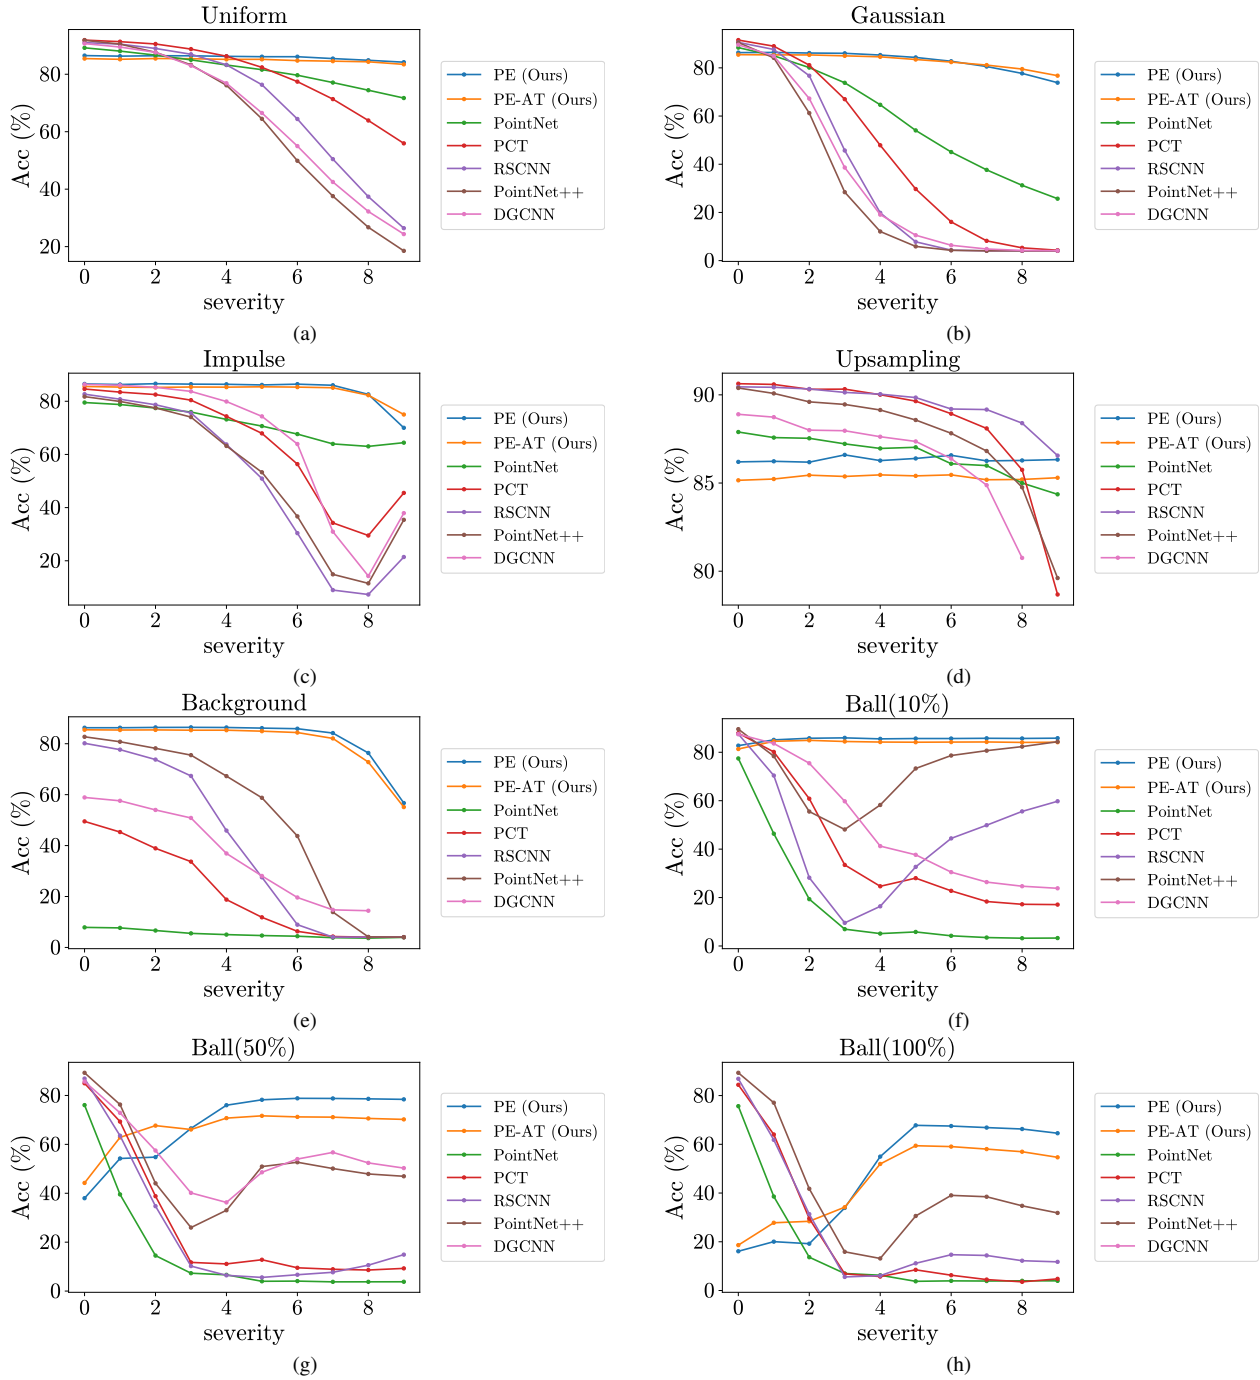 Uniform
Acc (%)
80
60
40
20
0 2 4 6 8
severity
PE (Ours)
PE-AT (Ours)
PointNet
PCT
RSCNN
PointNet++
DGCNN
(a)
Gaussian
Acc (%)
80
60
40
20
0
0 2 4 6 8
severity
PE (Ours)
PE-AT (Ours)
PointNet
PCT
RSCNN
PointNet++
DGCNN
(b)
Impulse
Acc (%)
80
60
40
20
0 2 4 6 8
severity
PE (Ours)
PE-AT (Ours)
PointNet
PCT
RSCNN
PointNet++
DGCNN
(c)
Upsampling
Acc (%)
90
85
80
0 2 4 6 8
severity
PE (Ours)
PE-AT (Ours)
PointNet
PCT
RSCNN
PointNet++
DGCNN
(d)
Background
Acc (%)
80
60
40
20
0
0 2 4 6 8
severity
PE (Ours)
PE-AT (Ours)
PointNet
PCT
RSCNN
PointNet++
DGCNN
(e)
Ball(10%)
Acc (%)
80
60
40
20
0
0 2 4 6 8
severity
PE (Ours)
PE-AT (Ours)
PointNet
PCT
RSCNN
PointNet++
DGCNN
(f)
Ball(50%)
Acc (%)
80
60
40
20
0
0 2 4 6 8
severity
PE (Ours)
PE-AT (Ours)
PointNet
PCT
RSCNN
PointNet++
DGCNN
(g)
Ball(100%)
Acc (%)
80
60
40
20
0
0 2 4 6 8
severity
PE (Ours)
PE-AT (Ours)
PointNet
PCT
RSCNN
PointNet++
DGCNN
(h)